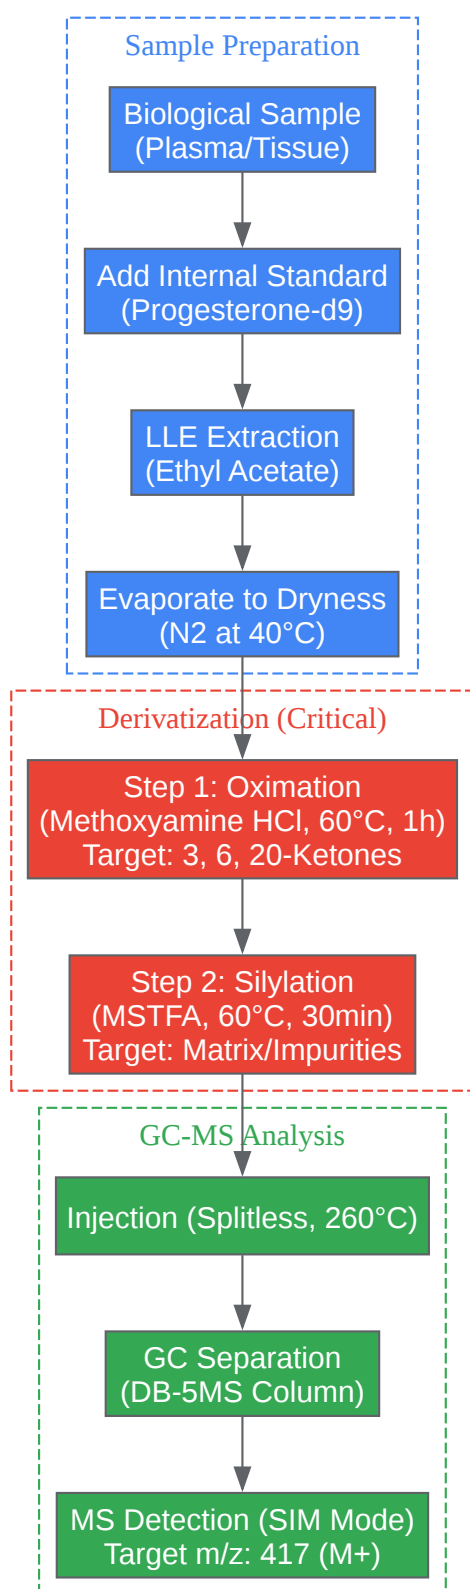 Sample Preparation
Biological Sample
(Plasma/Tissue)
Add Internal Standard
(Progesterone-d9)
LLE Extraction
(Ethyl Acetate)
Evaporate to Dryness
(N2 at 40°C)
Derivatization (Critical)
Step 1: Oximation
(Methoxyamine HCl, 60°C, 1h)
Target: 3, 6, 20-Ketones
Step 2: Silylation
(MSTFA, 60°C, 30min)
Target: Matrix/Impurities
GC-MS Analysis
Injection (Splitless, 260°C)
GC Separation
(DB-5MS Column)
MS Detection (SIM Mode)
Target m/z: 417 (M+)